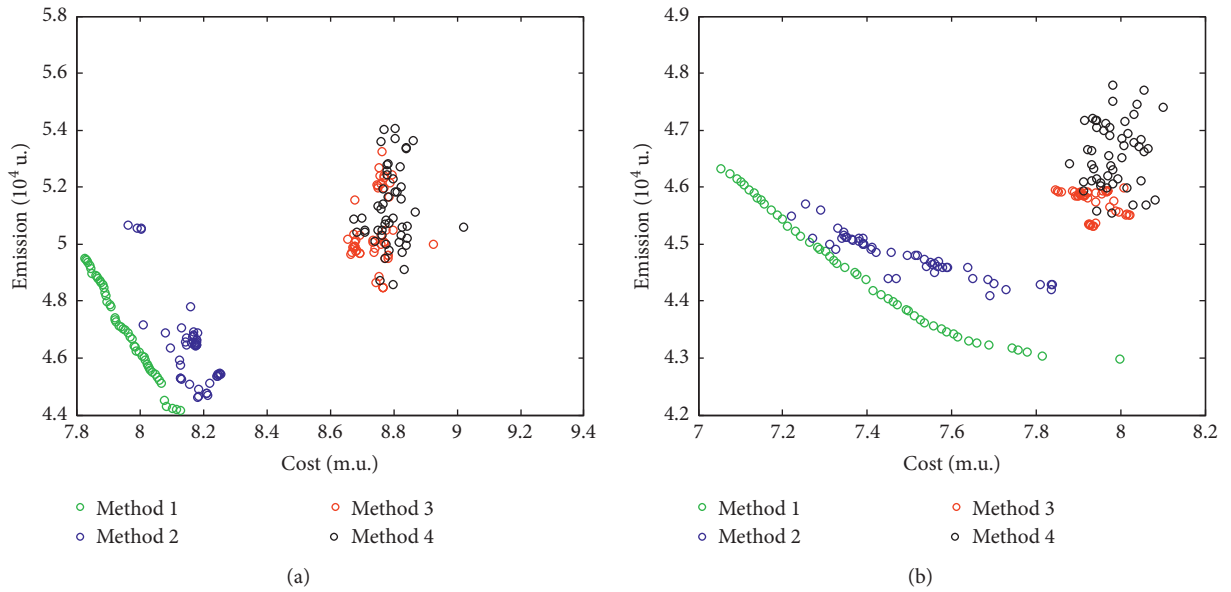 5.8
5.6
5.4
5.2
5
4.8
4.6
4.4
Emission (10⁴ u.)
7.8 8 8.2 8.4 8.6 8.8 9 9.2 9.4
Cost (m.u.)
Method 1
Method 2
Method 3
Method 4
(a)
4.9
4.8
4.7
4.6
4.5
4.4
4.3
4.2
Emission (10⁴ u.)
7 7.2 7.4 7.6 7.8 8 8.2
Cost (m.u.)
Method 1
Method 2
Method 3
Method 4
(b)